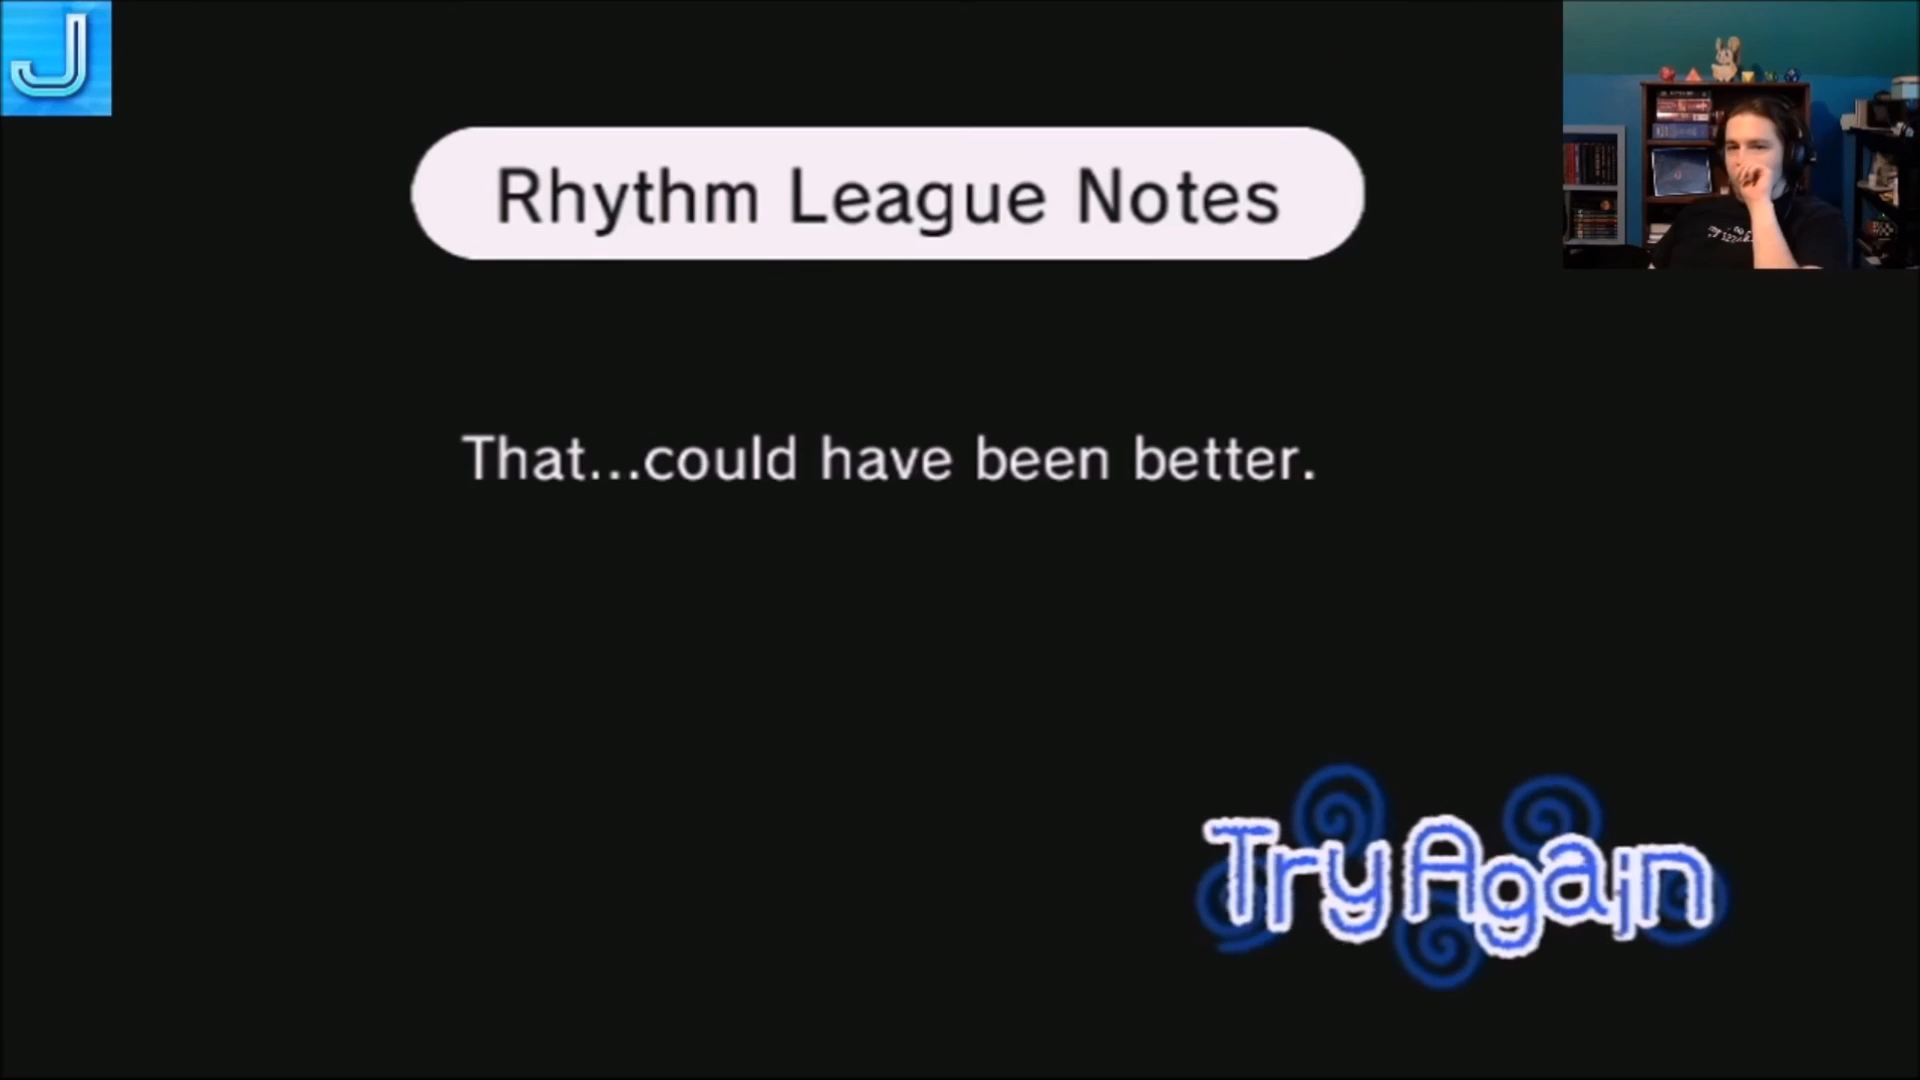 J
Rhythm League Notes
That...could have been better.
Try Again